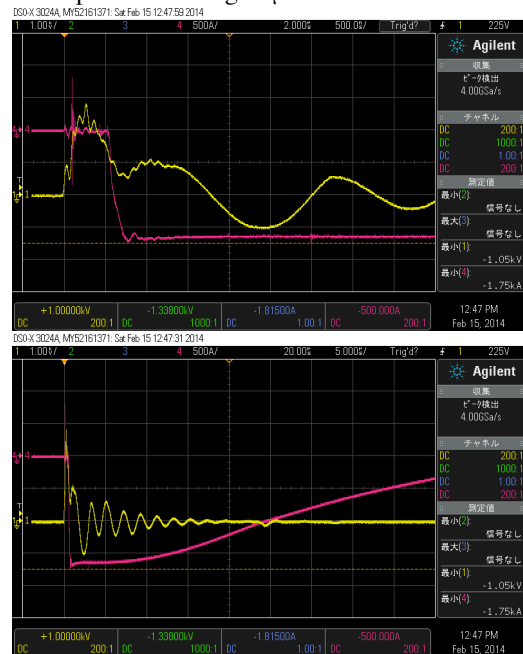 DSO-X 3024A, MY52161371: Sat Feb 15 12:47:59 2014
1 1.00V/ 2 3 4 500A/ 2.000% 500.0%/ Trig'd? 1 225V
Agilent
収集
ピーク検出
4.00GSa/s
チャネル
DC 200:1
DC 1000:1
DC 1.00:1
DC 200:1
測定値
最小(2):
信号なし
最大(3):
信号なし
最小(1):
-1.05kV
最小(4):
-1.75kA
+1.00000kV -1.33800kV -1.81500A -500.000A 12:47 PM
DC 200:1 DC 1000:1 DC 1.00:1 DC 200:1 Feb 15, 2014
DSO-X 3024A, MY52161371: Sat Feb 15 12:47:31 2014
1 1.00V/ 2 3 4 500A/ 20.00% 5.000%/ Trig'd? 1 225V
Agilent
収集
ピーク検出
4.00GSa/s
チャネル
DC 200:1
DC 1000:1
DC 1.00:1
DC 200:1
測定値
最小(2):
信号なし
最大(3):
信号なし
最小(1):
-1.05kV
最小(4):
-1.75kA
+1.00000kV -1.33800kV -1.81500A -500.000A 12:47 PM
DC 200:1 DC 1000:1 DC 1.00:1 DC 200:1 Feb 15, 2014